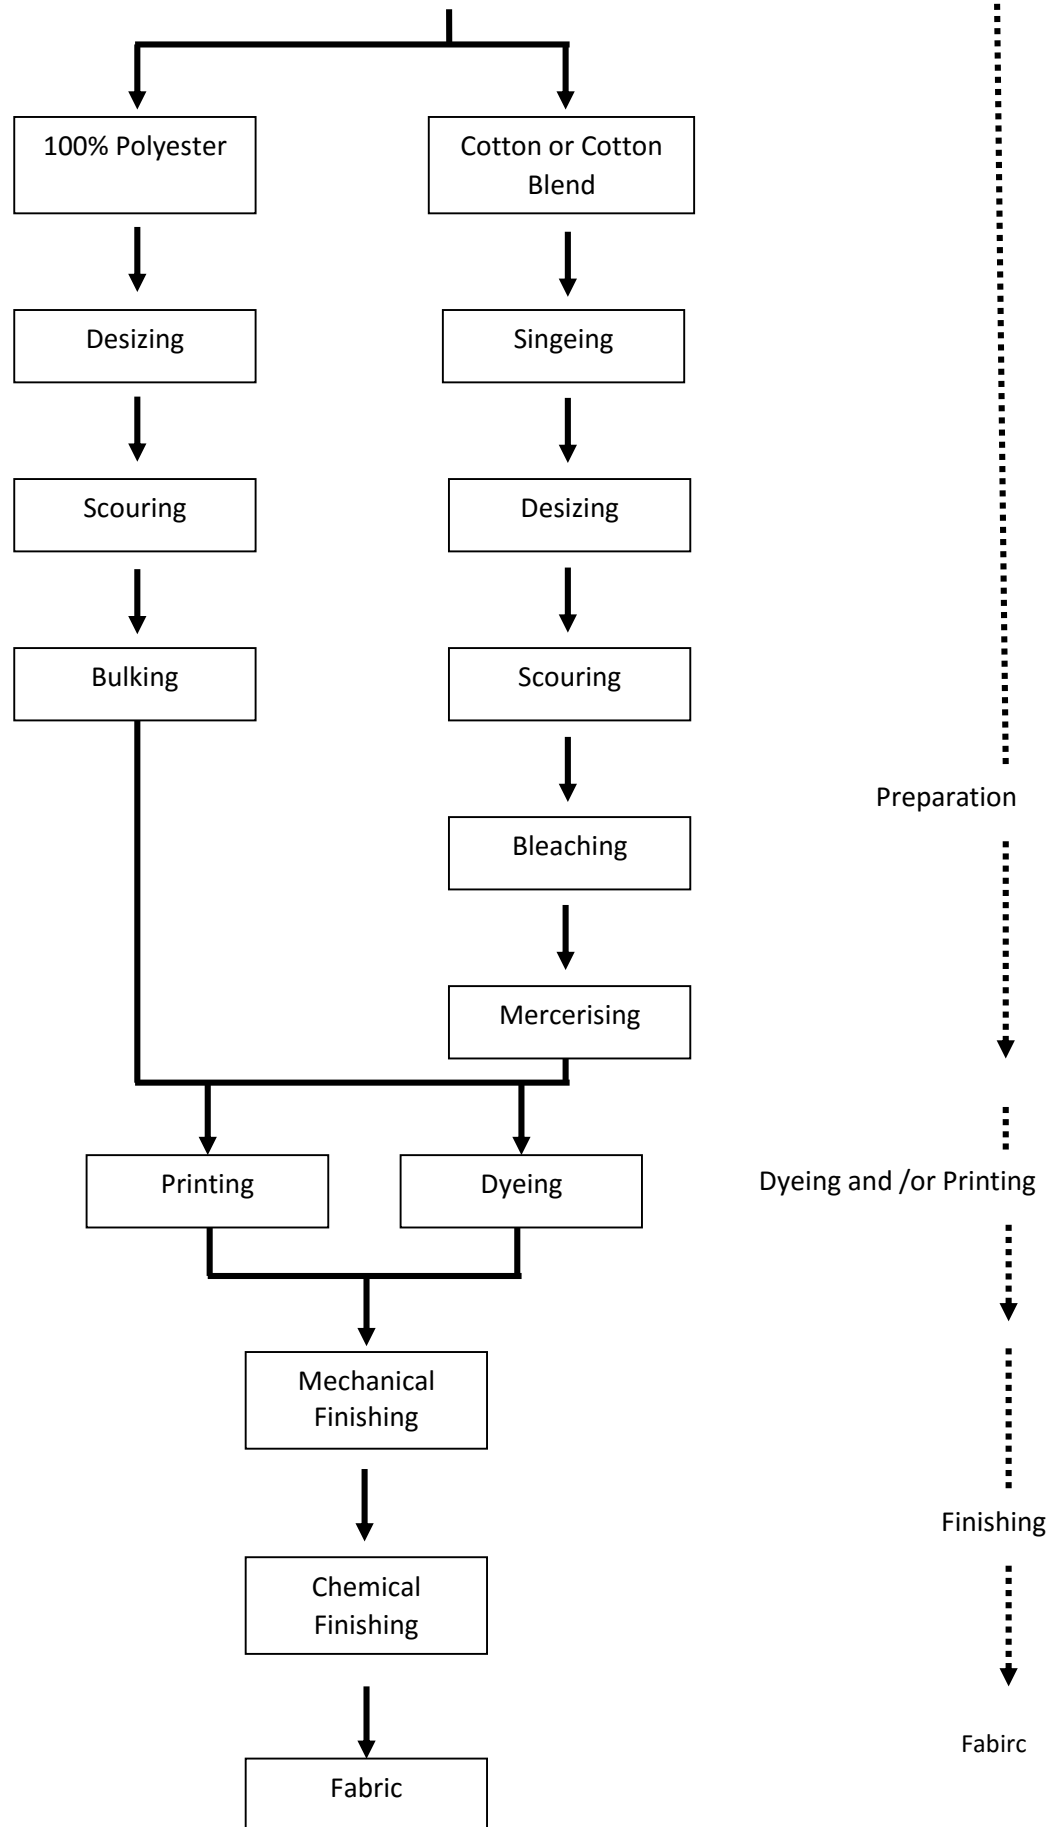 100% Polyester
Cotton or Cotton
Blend
Desizing
Singeing
Scouring
Desizing
Bulking
Scouring
Preparation
Bleaching
Mercerising
Printing
Dyeing
Dyeing and /or Printing
Mechanical
Finishing
Finishing
Chemical
Finishing
Fabirc
Fabric